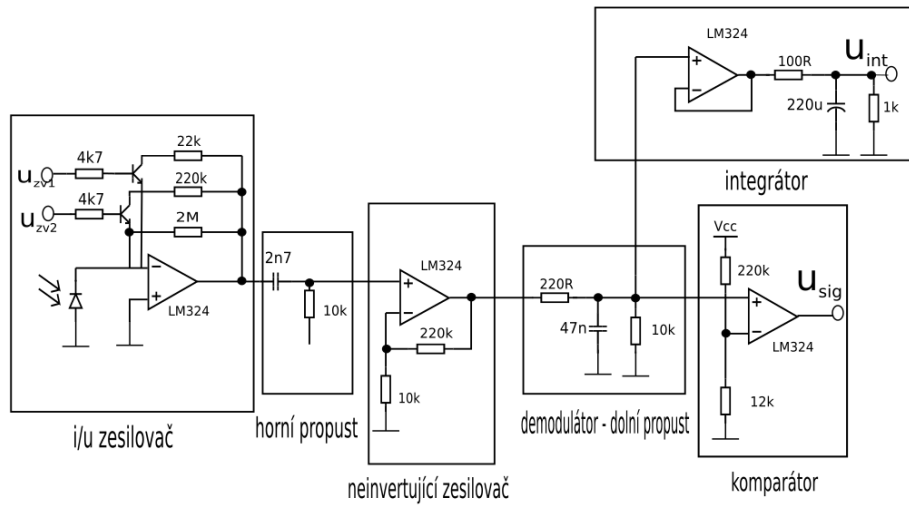 LM324
u int
100R
220u
1k
integrátor
22k
4k7
u zv1
220k
4k7
u zv2
2M
LM324
i/u zesilovač
2n7
10k
horní propust
LM324
220k
10k
neinvertující zesilovač
220R
47n
10k
demodulátor - dolní propust
Vcc
220k
u sig
LM324
12k
komparátor